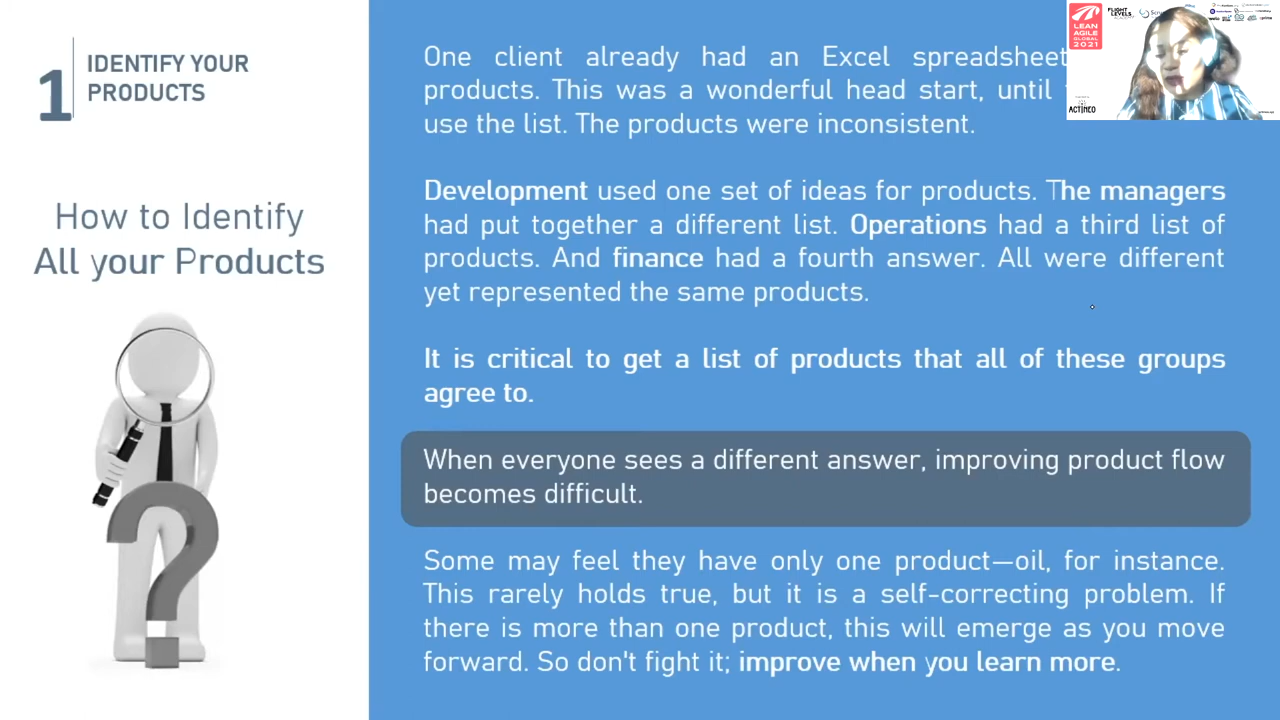 1
IDENTIFY YOUR
PRODUCTS
How to Identify
All your Products
One client already had an Excel spreadsheet
products. This was a wonderful head start, until
use the list. The products were inconsistent.
Development used one set of ideas for products. The managers
had put together a different list. Operations had a third list of
products. And finance had a fourth answer. All were different
yet represented the same products.
It is critical to get a list of products that all of these groups
agree to.
When everyone sees a different answer, improving product flow
becomes difficult.
Some may feel they have only one product—oil, for instance.
This rarely holds true, but it is a self-correcting problem. If
there is more than one product, this will emerge as you move
forward. So don't fight it; improve when you learn more.
LEAN
AGILE
GLOBAL
2021
FLIGHT
LEVELS
ACADEMY
ACTINEO